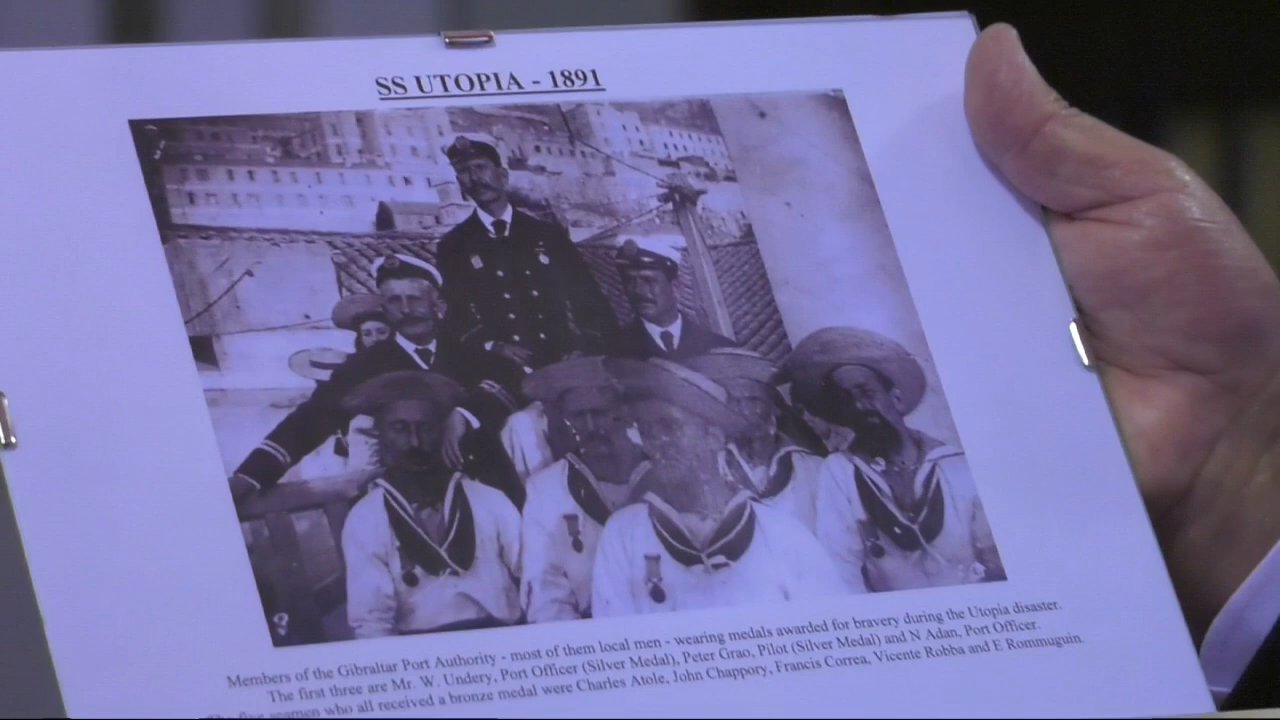 SS UTOPIA - 1891
Members of the Gibraltar Port Authority - most of them local men - wearing medals awarded for bravery during the Utopia disaster.
The first three are Mr. W. Undery, Port Officer (Silver Medal), Peter Grao, Pilot (Silver Medal) and N Adan, Port Officer.
The five seamen who all received a bronze medal were Charles Atole, John Chappory, Francis Correa, Vicente Robba and E Rommuguin.